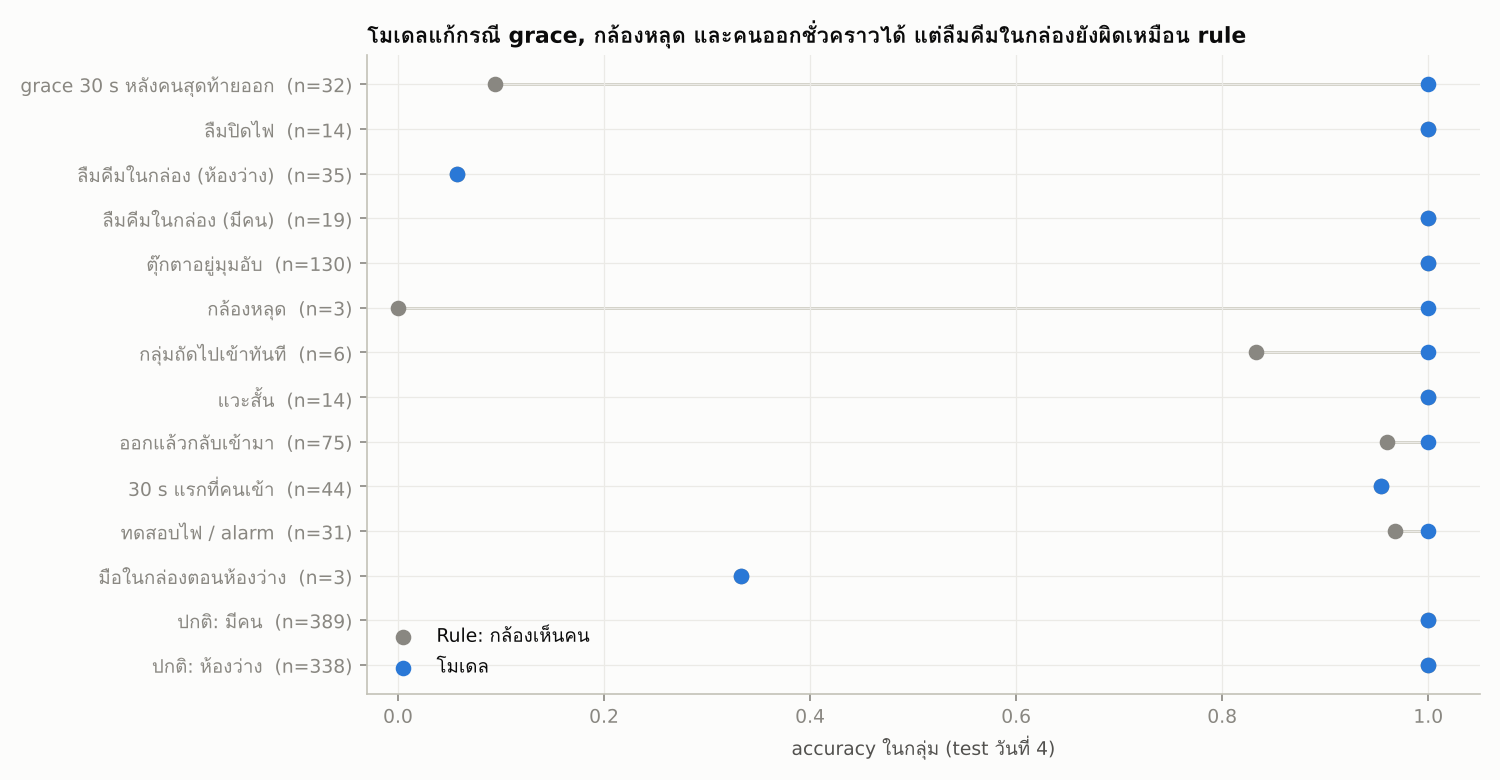 โมเดลแก้กรณี grace, กล้องหลุด และคนออกชั่วคราวได้ แต่ลืมคีมในกล่องยังผิดเหมือน rule
grace 30 s หลังคนสุดท้ายออก (n=32)
ลืมปิดไฟ (n=14)
ลืมคีมในกล่อง (ห้องว่าง) (n=35)
ลืมคีมในกล่อง (มีคน) (n=19)
ตุ๊กตาอยู่มุมอับ (n=130)
กล้องหลุด (n=3)
กลุ่มถัดไปเข้าทันที (n=6)
แวะสั้น (n=14)
ออกแล้วกลับเข้ามา (n=75)
30 s แรกที่คนเข้า (n=44)
ทดสอบไฟ / alarm (n=31)
มือในกล่องตอนห้องว่าง (n=3)
ปกติ: มีคน (n=389)
ปกติ: ห้องว่าง (n=338)
Rule: กล้องเห็นคน
โมเดล
0.0 0.2 0.4 0.6 0.8 1.0
accuracy ในกลุ่ม (test วันที่ 4)